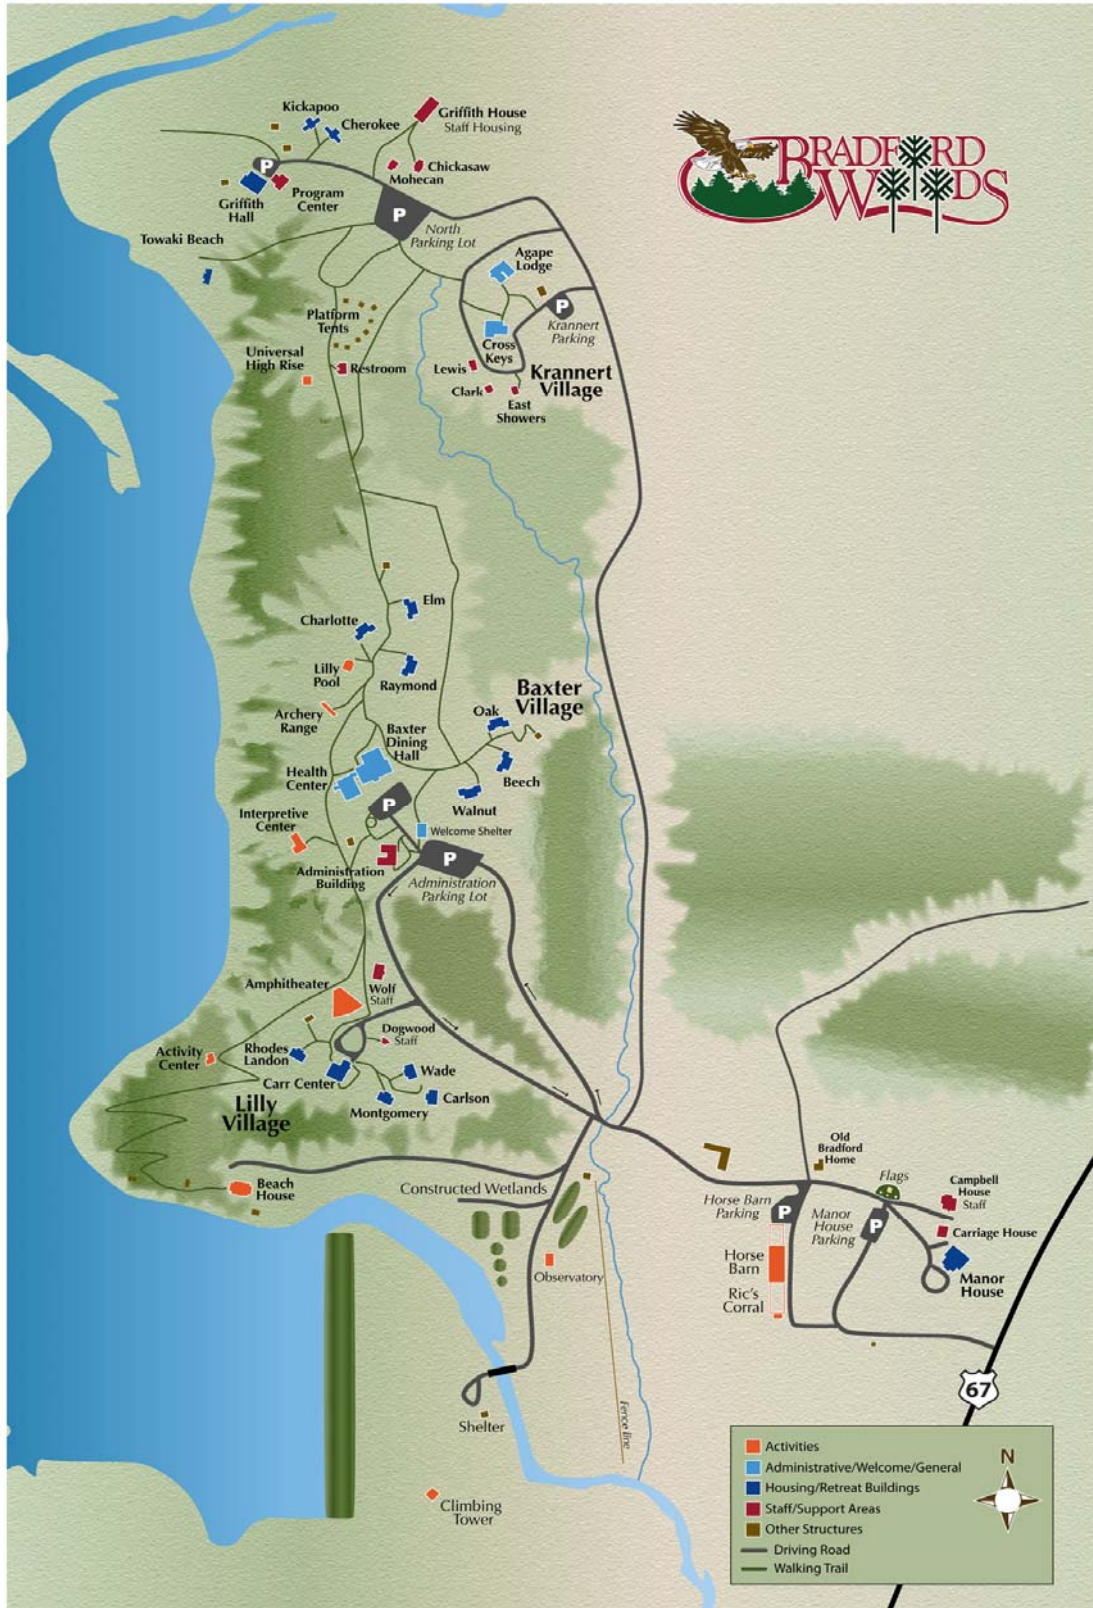 Kickapoo
Cherokee
Griffith House
Staff Housing
BRADFORD
WOODS
P
Chickasaw
Mohecan
Program
Center
Griffith
Hall
P
North
Parking Lot
Towaki Beach
Agape
Lodge
P
Krannert
Parking
Platform
Tents
Cross
Keys
Universal
High Rise
Restroom
Lewis
Krannert
Village
Clark
East
Showers
Elm
Charlotte
Lilly
Pool
Raymond
Baxter
Village
Archery
Range
Oak
Baxter
Dining
Hall
Health
Center
Beech
P
Walnut
Interpretive
Center
Welcome Shelter
P
Administration
Building
Administration
Parking Lot
Amphitheater
Wolf
Staff
Dogwood
Staff
Activity
Center
Rhodes
Landon
Carr Center
Wade
Lilly
Village
Montgomery
Carlson
Old
Bradford
Home
Beach
House
Constructed Wetlands
Flags
Campbell
House
Staff
Horse Barn
Parking
P
Manor
House
Parking
P
Carriage House
Horse
Barn
Observatory
Manor
House
Ric's
Corral
67
Fence line
Shelter
Climbing
Tower
Activities
Administrative/Welcome/General
Housing/Retreat Buildings
Staff/Support Areas
Other Structures
Driving Road
Walking Trail
N